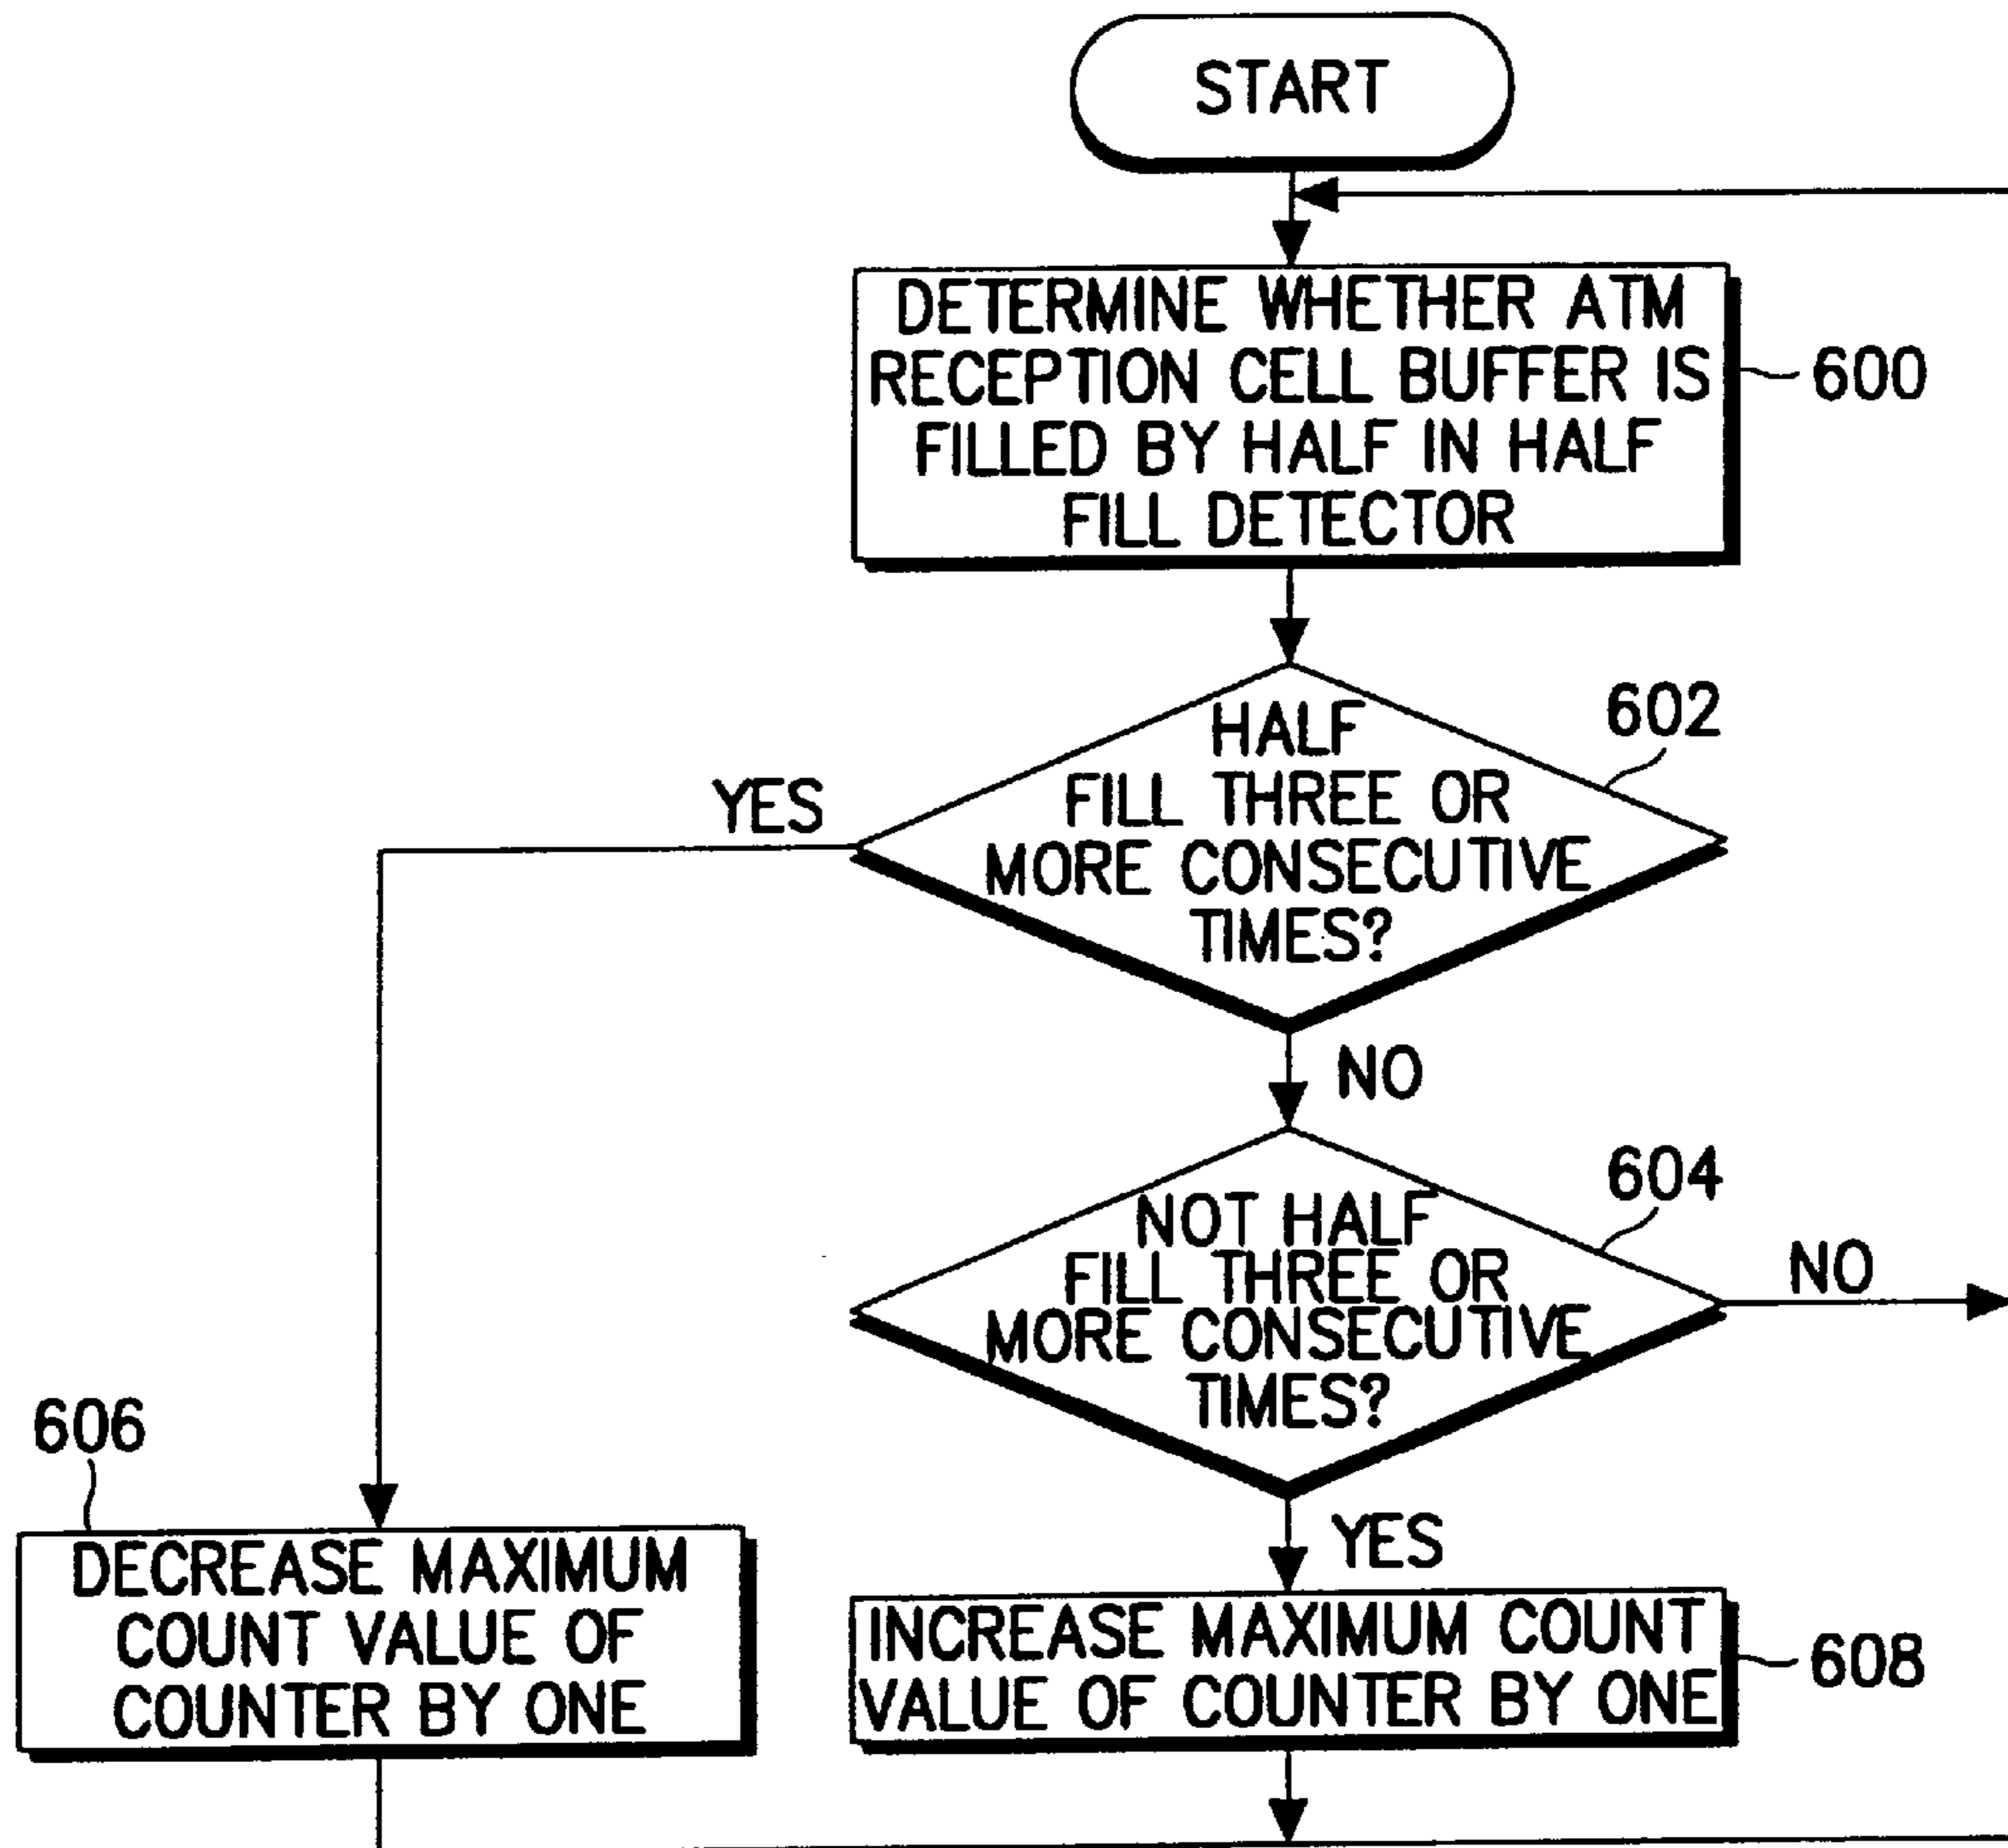 START
DETERMINE WHETHER ATM
RECEPTION CELL BUFFER IS
FILLED BY HALF IN HALF
FILL DETECTOR
600
602
HALF
FILL THREE OR
MORE CONSECUTIVE
TIMES?
YES
NO
604
NOT HALF
FILL THREE OR
MORE CONSECUTIVE
TIMES?
NO
606
YES
DECREASE MAXIMUM
COUNT VALUE OF
COUNTER BY ONE
INCREASE MAXIMUM COUNT
VALUE OF COUNTER BY ONE
608